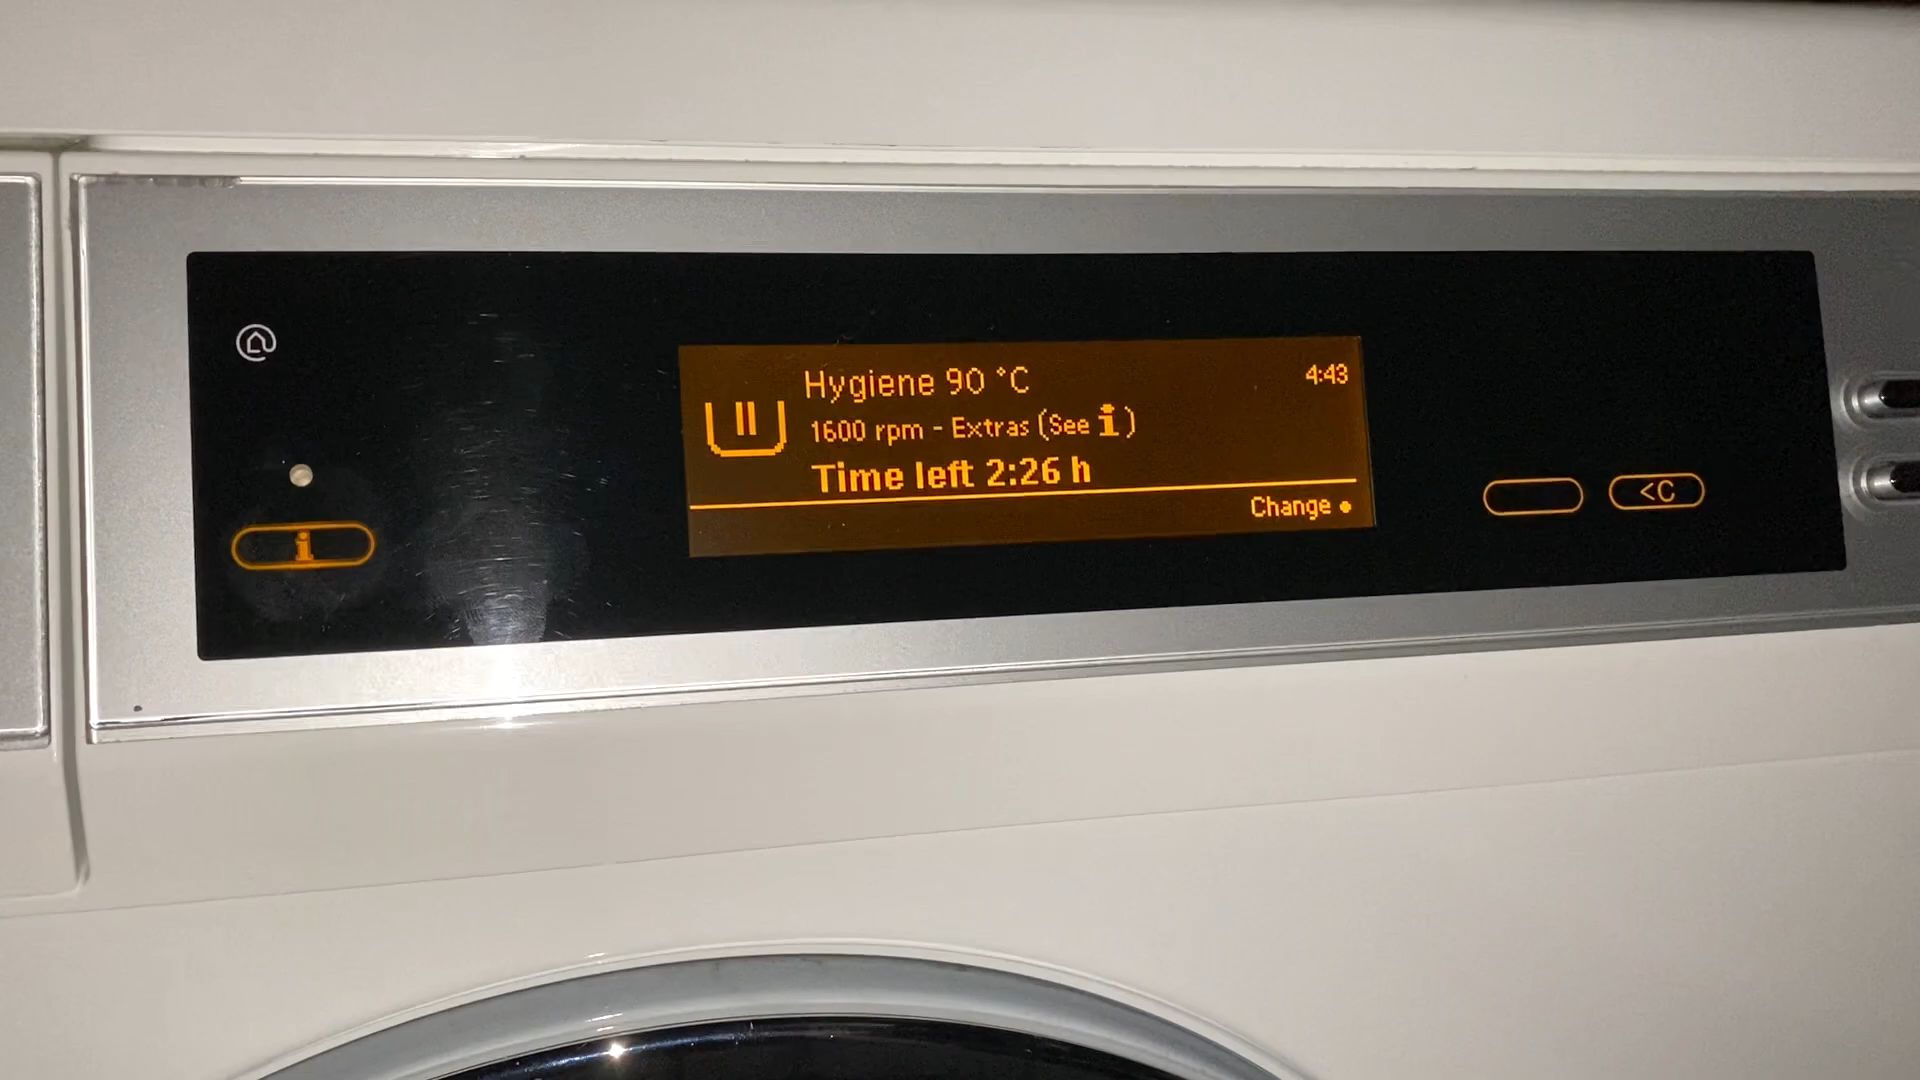 Hygiene 90 °C
4:43
1600 rpm - Extras (See i)
Time left 2:26 h
Change •
i
<C